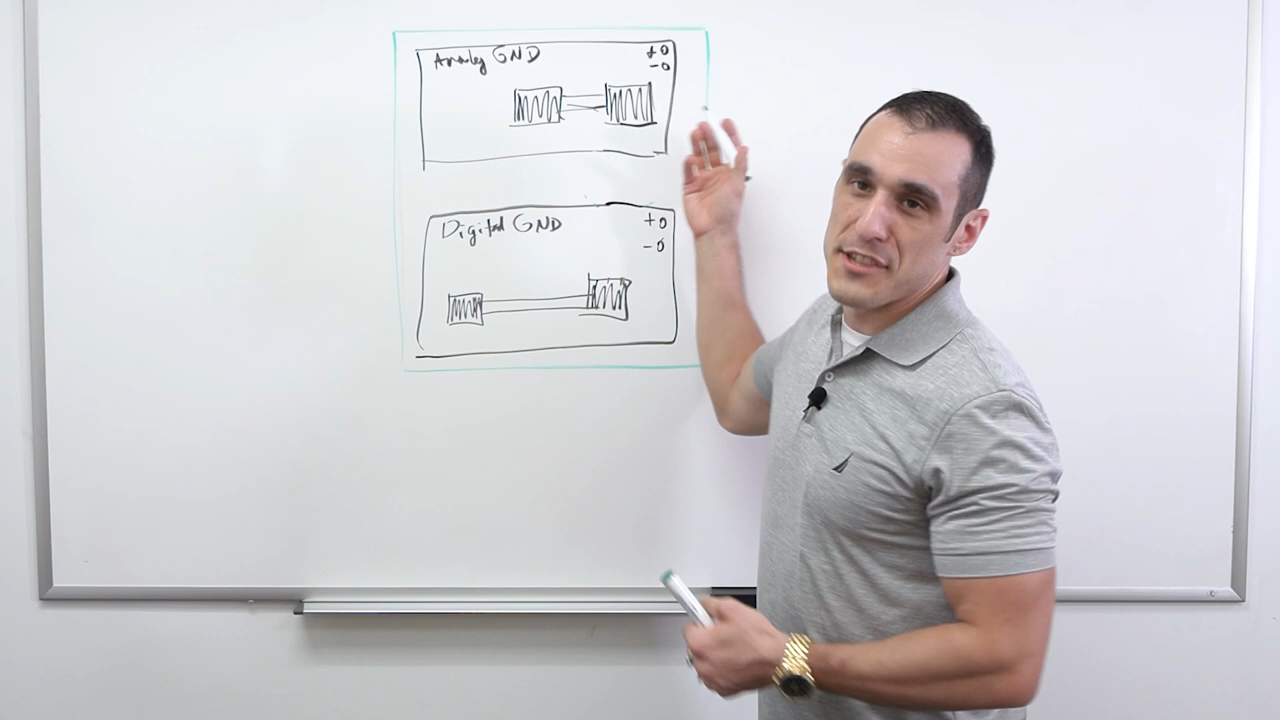 Analog GND
+ o
- o
Digital GND
+ o
- o